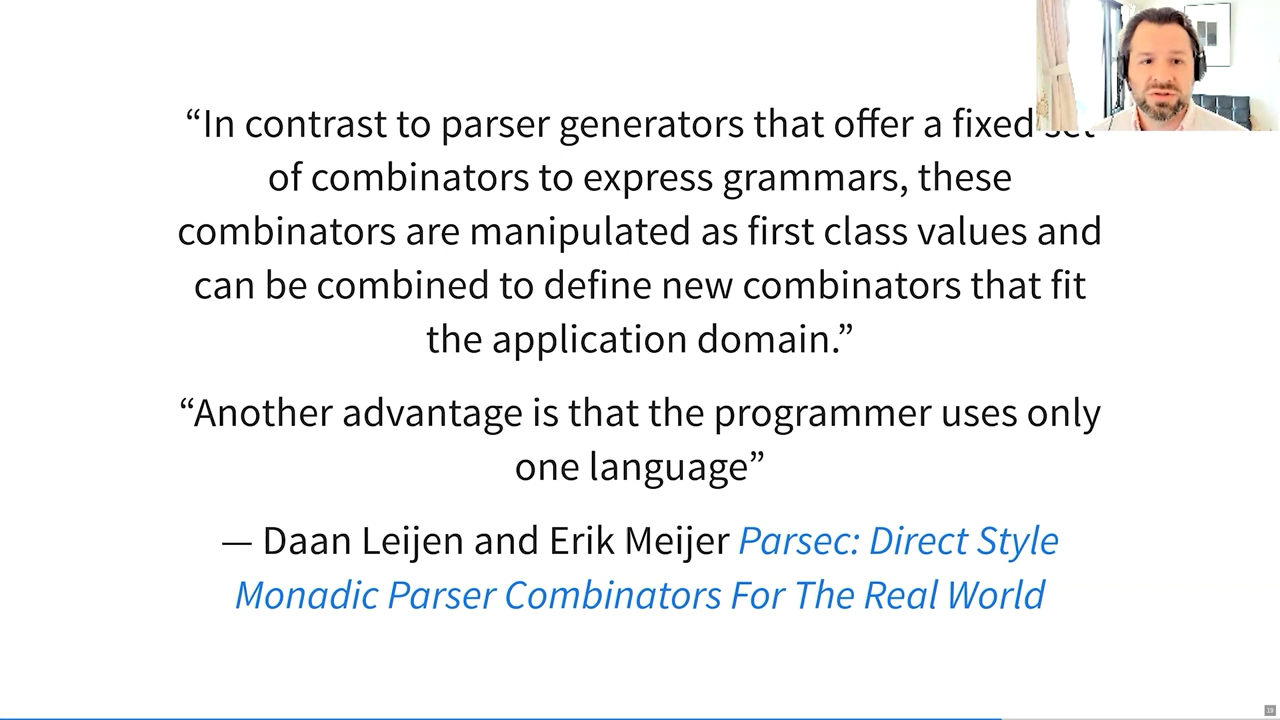 “In contrast to parser generators that offer a fixed set
of combinators to express grammars, these
combinators are manipulated as first class values and
can be combined to define new combinators that fit
the application domain.”
“Another advantage is that the programmer uses only
one language”
— Daan Leijen and Erik Meijer Parsec: Direct Style
Monadic Parser Combinators For The Real World
19